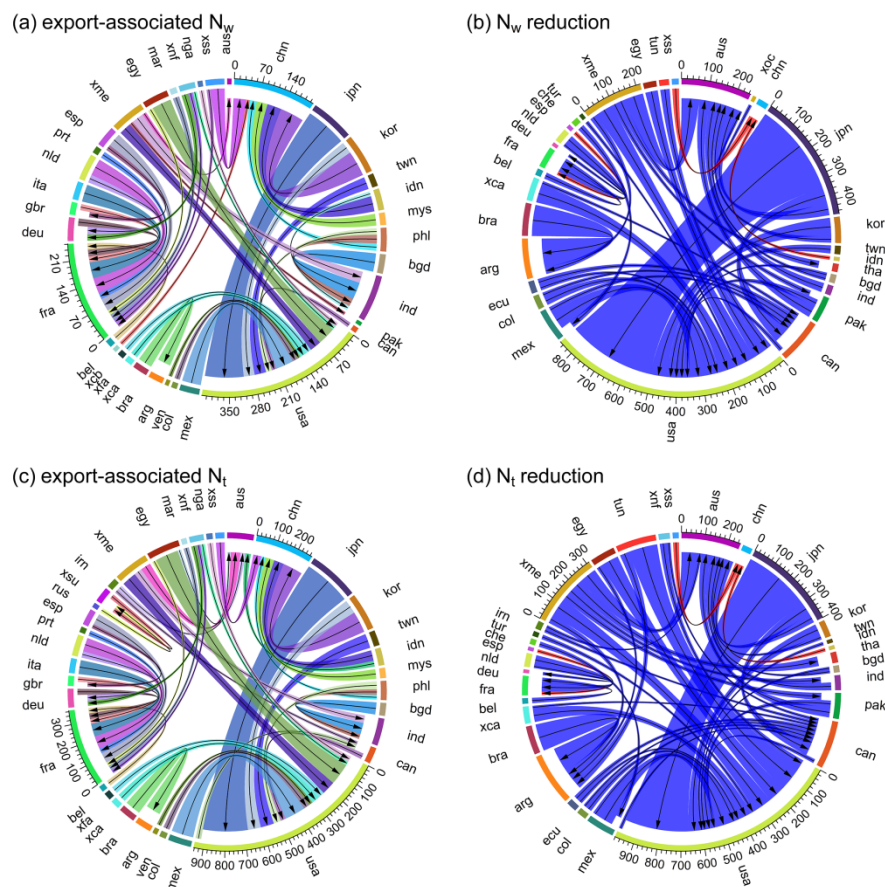 (a) export-associated Nw
aus
chn
jpn
kor
twn
idn
mys
phl
bgd
ind
pak
can
usa
mex
col
ven
arg
bra
xca
xfa
bel
fra
deu
gbr
ita
nld
prt
esp
xme
egy
mar
xnf
nga
xss
0
70
140
0
70
140
210
280
350
0
70
140
210
(b) Nw reduction
aus
xoc
chn
jpn
kor
twn
idn
tha
bgd
ind
pak
can
usa
mex
col
ecu
arg
bra
xca
bel
fra
deu
nld
esp
che
tur
xme
egy
tun
xss
0
100
200
0
100
200
300
400
0
100
200
300
400
500
600
700
800
0
100
200
(c) export-associated Nt
aus
chn
jpn
kor
twn
idn
mys
phl
bgd
ind
can
usa
mex
col
ven
arg
bra
xca
xfa
bel
fra
deu
gbr
ita
nld
prt
esp
rus
xsu
irn
xme
egy
mar
xnf
nga
xss
0
100
200
0
100
200
300
400
500
600
700
800
900
0
100
200
300
(d) Nt reduction
aus
chn
jpn
kor
twn
idn
tha
bgd
ind
pak
can
usa
mex
col
ecu
arg
bra
xca
bel
fra
deu
nld
esp
che
tur
irn
xme
egy
tun
xnf
xss
0
100
200
0
100
200
300
400
0
100
200
300
400
500
600
700
800
900
0
100
200
300